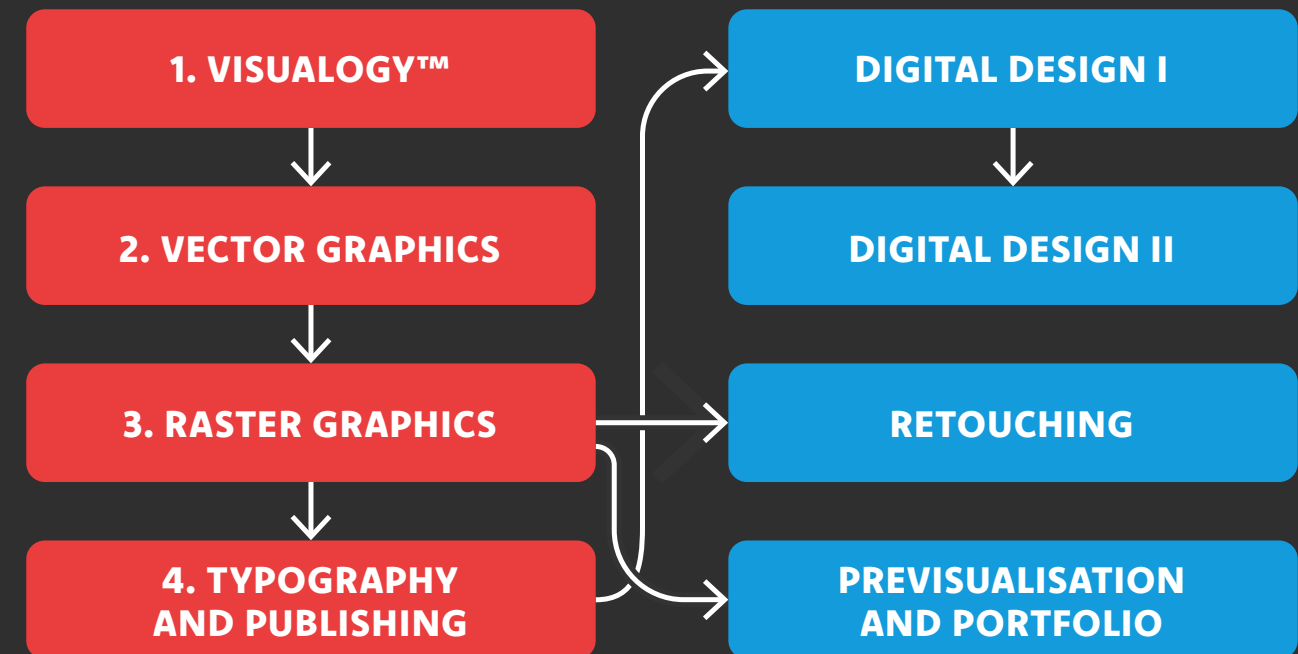 1. VISUALOGY™
2. VECTOR GRAPHICS
3. RASTER GRAPHICS
4. TYPOGRAPHY
AND PUBLISHING
DIGITAL DESIGN I
DIGITAL DESIGN II
RETOUCHING
PREVISUALISATION
AND PORTFOLIO